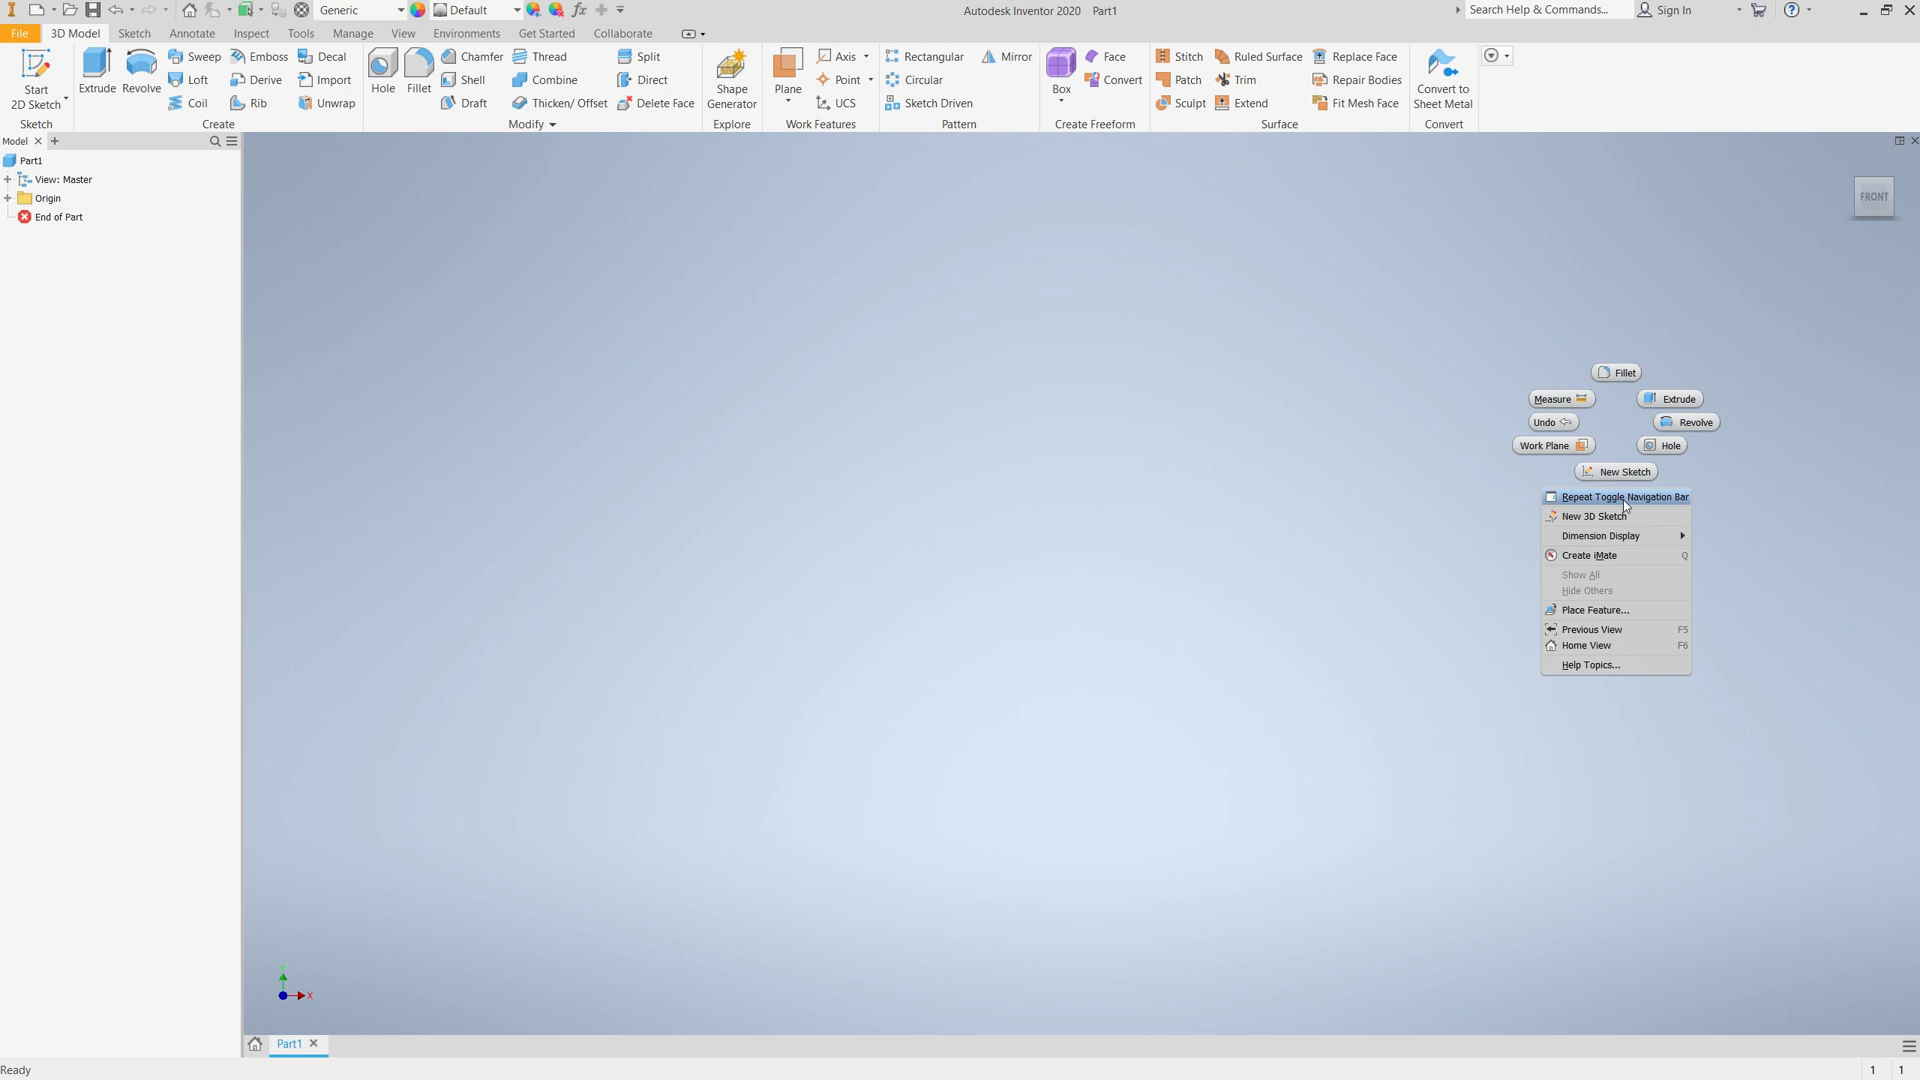 Generic
Default
Autodesk Inventor 2020 Part1
Search Help & Commands...
Sign In
File
3D Model
Sketch
Annotate
Inspect
Tools
Manage
View
Environments
Get Started
Collaborate
Start
2D Sketch
Sketch
Extrude
Revolve
Sweep
Loft
Coil
Emboss
Derive
Rib
Decal
Import
Unwrap
Create
Hole
Fillet
Chamfer
Shell
Draft
Thread
Combine
Thicken/ Offset
Split
Direct
Delete Face
Modify
Shape
Generator
Explore
Plane
Axis
Point
UCS
Work Features
Rectangular
Circular
Sketch Driven
Mirror
Pattern
Box
Face
Convert
Create Freeform
Stitch
Patch
Sculpt
Ruled Surface
Trim
Extend
Replace Face
Repair Bodies
Fit Mesh Face
Surface
Convert to
Sheet Metal
Convert
Model
Part1
View: Master
Origin
End of Part
FRONT
Fillet
Measure
Extrude
Undo
Revolve
Work Plane
Hole
New Sketch
Repeat Toggle Navigation Bar
New 3D Sketch
Dimension Display
Create iMate Q
Show All
Hide Others
Place Feature...
Previous View F5
Home View F6
Help Topics...
Y
X
Part1
Ready
1 1